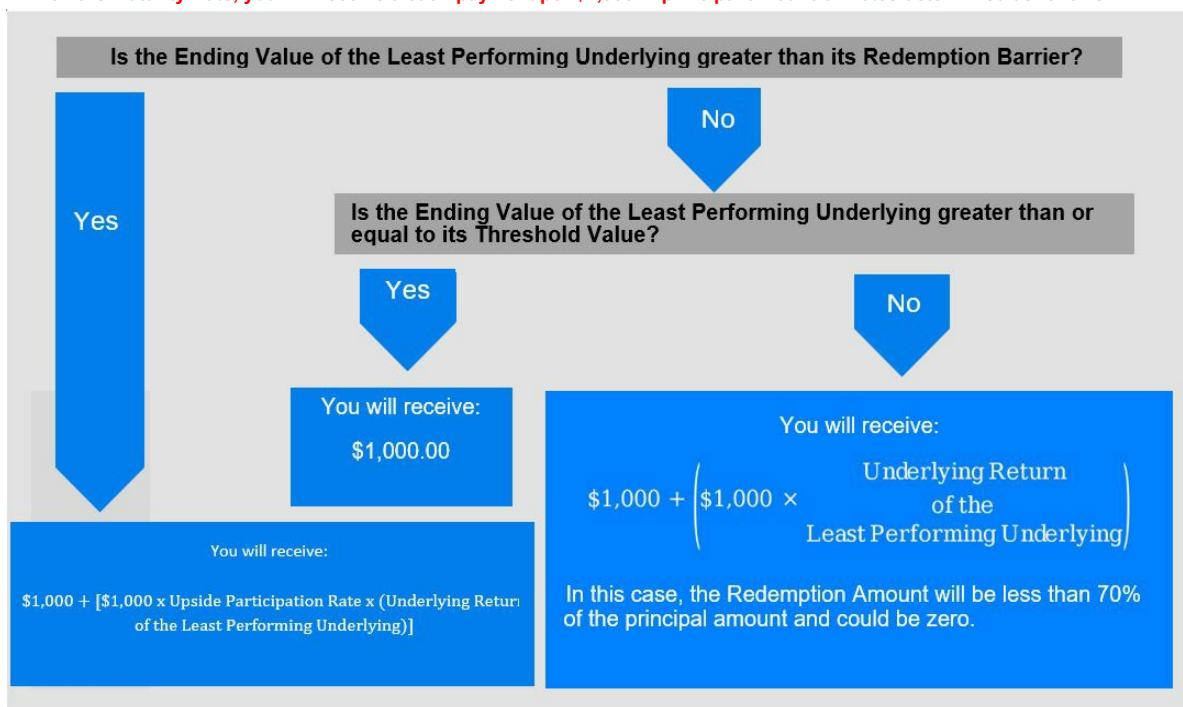 Is the Ending Value of the Least Performing Underlying greater than its Redemption Barrier?
No
Yes
Is the Ending Value of the Least Performing Underlying greater than or
equal to its Threshold Value?
Yes
No
You will receive:
$1,000.00
You will receive:
$1,000 + ($1,000 × Underlying Return
of the
Least Performing Underlying)
In this case, the Redemption Amount will be less than 70%
of the principal amount and could be zero.
You will receive:
$1,000 + [$1,000 x Upside Participation Rate x (Underlying Retur
of the Least Performing Underlying)]